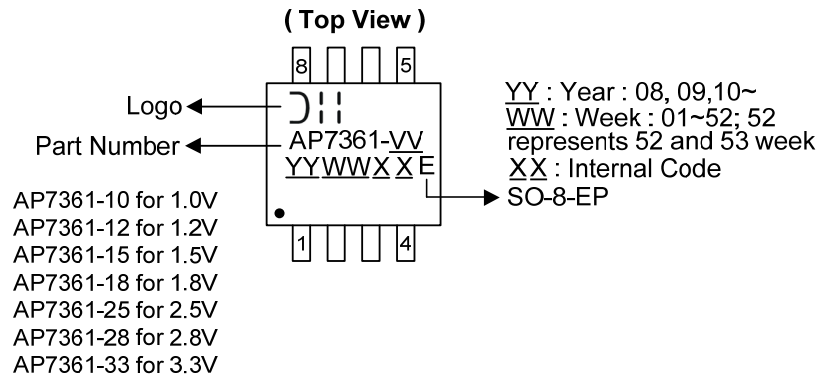 ( Top View )
8 5
Logo
Part Number
AP7361-VV
YYWWXXE
1 4
YY : Year : 08, 09,10~
WW : Week : 01~52; 52
represents 52 and 53 week
XX : Internal Code
SO-8-EP
AP7361-10 for 1.0V
AP7361-12 for 1.2V
AP7361-15 for 1.5V
AP7361-18 for 1.8V
AP7361-25 for 2.5V
AP7361-28 for 2.8V
AP7361-33 for 3.3V